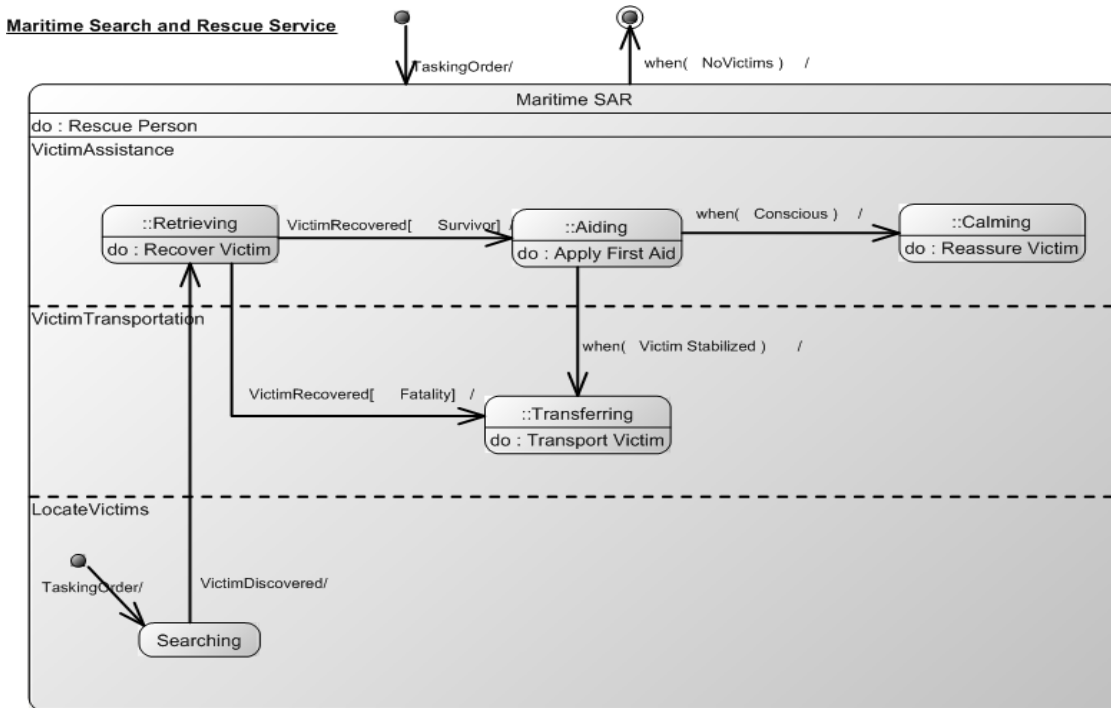 Maritime Search and Rescue Service
TaskingOrder/
when( NoVictims ) /
Maritime SAR
do : Rescue Person
VictimAssistance
::Retrieving
do : Recover Victim
VictimRecovered[ Survivor] /
::Aiding
do : Apply First Aid
when( Conscious ) /
::Calming
do : Reassure Victim
VictimTransportation
when( Victim Stabilized ) /
VictimRecovered[ Fatality] /
::Transferring
do : Transport Victim
LocateVictims
TaskingOrder/
VictimDiscovered/
Searching